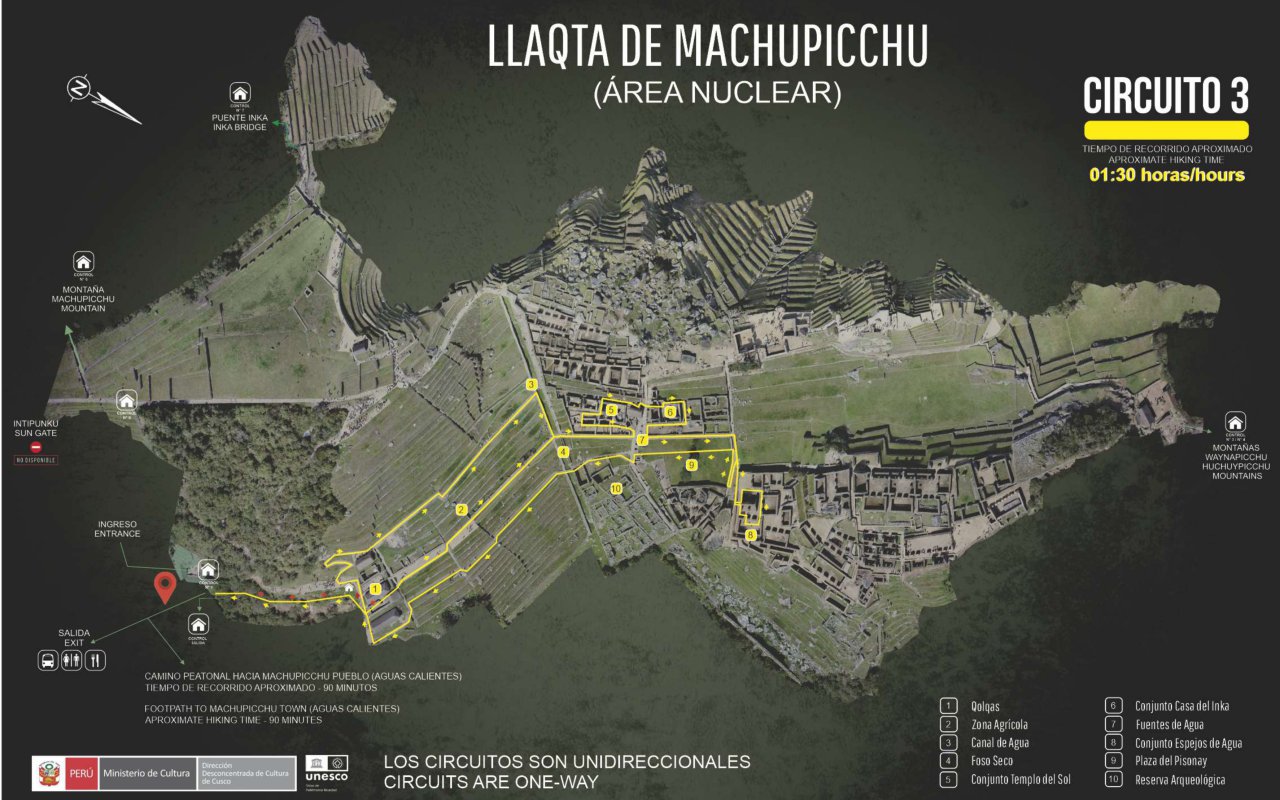 LLAQTA DE MACHUPICCHU
(ÁREA NUCLEAR)
CIRCUITO 3
TIEMPO DE RECORRIDO APROXIMADO
APROXIMATE HIKING TIME
01:30 horas/hours
N
CONTROL
N° 7
PUENTE INKA
INKA BRIDGE
CONTROL
MONTAÑA
MACHUPICCHU
MOUNTAIN
CONTROL
INTIPUNKU
SUN GATE
NO DISPONIBLE
INGRESO
ENTRANCE
CONTROL
CONTROL
SALIDA
SALIDA
EXIT
CONTROL
N° 3 / N° 4
MONTAÑAS
WAYNAPICCHU
HUCHUYPICCHU
MOUNTAINS
3
5
6
7
4
9
10
2
8
1
CAMINO PEATONAL HACIA MACHUPICCHU PUEBLO (AGUAS CALIENTES)
TIEMPO DE RECORRIDO APROXIMADO - 90 MINUTOS
FOOTPATH TO MACHUPICCHU TOWN (AGUAS CALIENTES)
APROXIMATE HIKING TIME - 90 MINUTES
1 Qolqas
2 Zona Agrícola
3 Canal de Agua
4 Foso Seco
5 Conjunto Templo del Sol
6 Conjunto Casa del Inka
7 Fuentes de Agua
8 Conjunto Espejos de Agua
9 Plaza del Pisonay
10 Reserva Arqueológica
PERÚ
Ministerio de Cultura
Dirección
Desconcentrada de Cultura
de Cusco
unesco
LOS CIRCUITOS SON UNIDIRECCIONALES
CIRCUITS ARE ONE-WAY